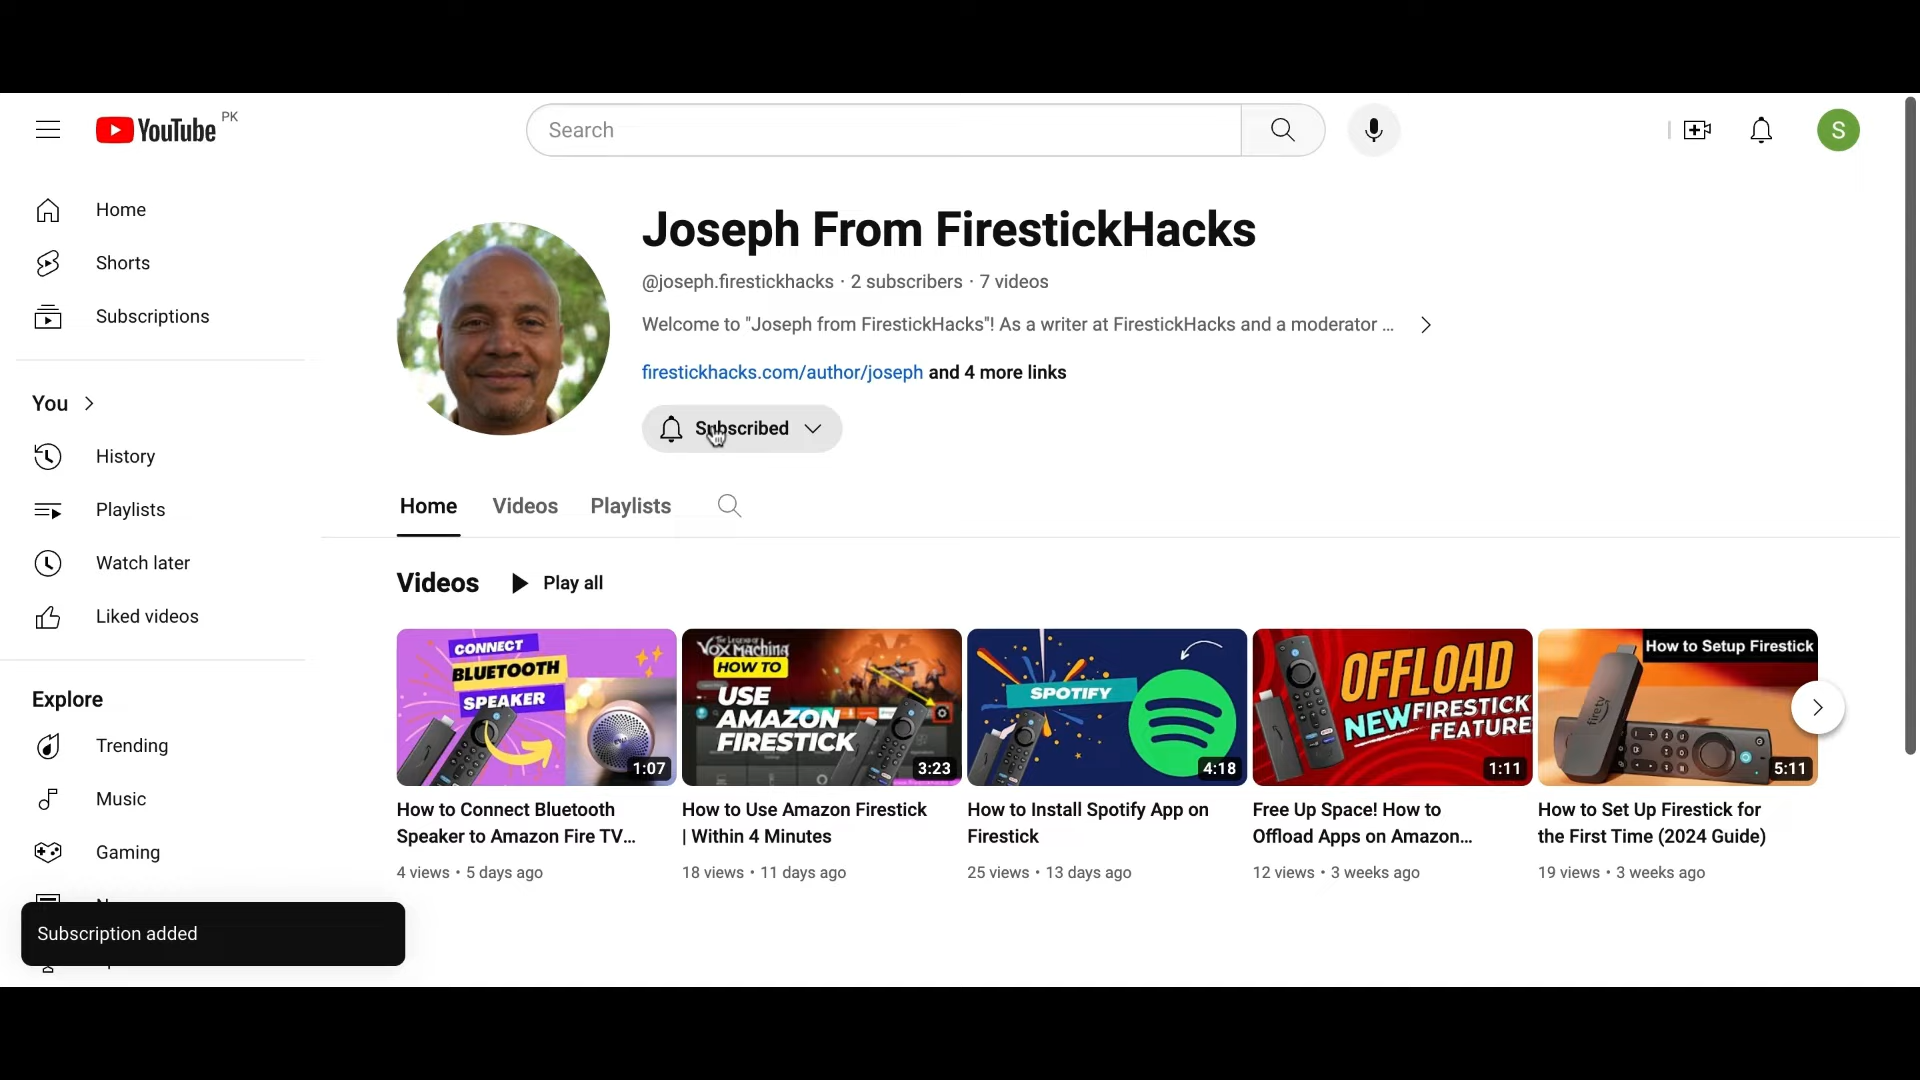 YouTube PK
Search
S
Home
Shorts
Subscriptions
You
History
Playlists
Watch later
Liked videos
Explore
Trending
Music
Gaming
Subscription added
Joseph From FirestickHacks
@joseph.firestickhacks · 2 subscribers · 7 videos
Welcome to "Joseph from FirestickHacks"! As a writer at FirestickHacks and a moderator ...
firestickhacks.com/author/joseph and 4 more links
Subscribed
Home Videos Playlists
Videos Play all
CONNECT
BLUETOOTH
SPEAKER
1:07
How to Connect Bluetooth
Speaker to Amazon Fire TV...
4 views • 5 days ago
THE LEGEND OF
VOX MACHINA
HOW TO
USE
AMAZON
FIRESTICK
3:23
How to Use Amazon Firestick
| Within 4 Minutes
18 views • 11 days ago
SPOTIFY
4:18
How to Install Spotify App on
Firestick
25 views • 13 days ago
OFFLOAD
NEW FIRESTICK
FEATURE
1:11
Free Up Space! How to
Offload Apps on Amazon...
12 views • 3 weeks ago
How to Setup Firestick
firetv
5:11
How to Set Up Firestick for
the First Time (2024 Guide)
19 views • 3 weeks ago